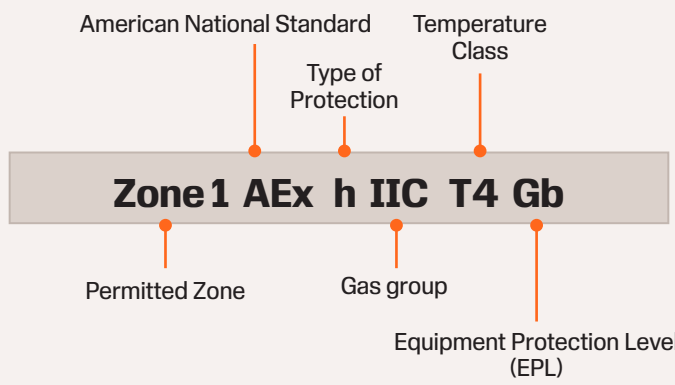 American National Standard
Temperature
Class
Type of
Protection
Zone 1 AEx h IIC T4 Gb
Permitted Zone
Gas group
Equipment Protection Level
(EPL)